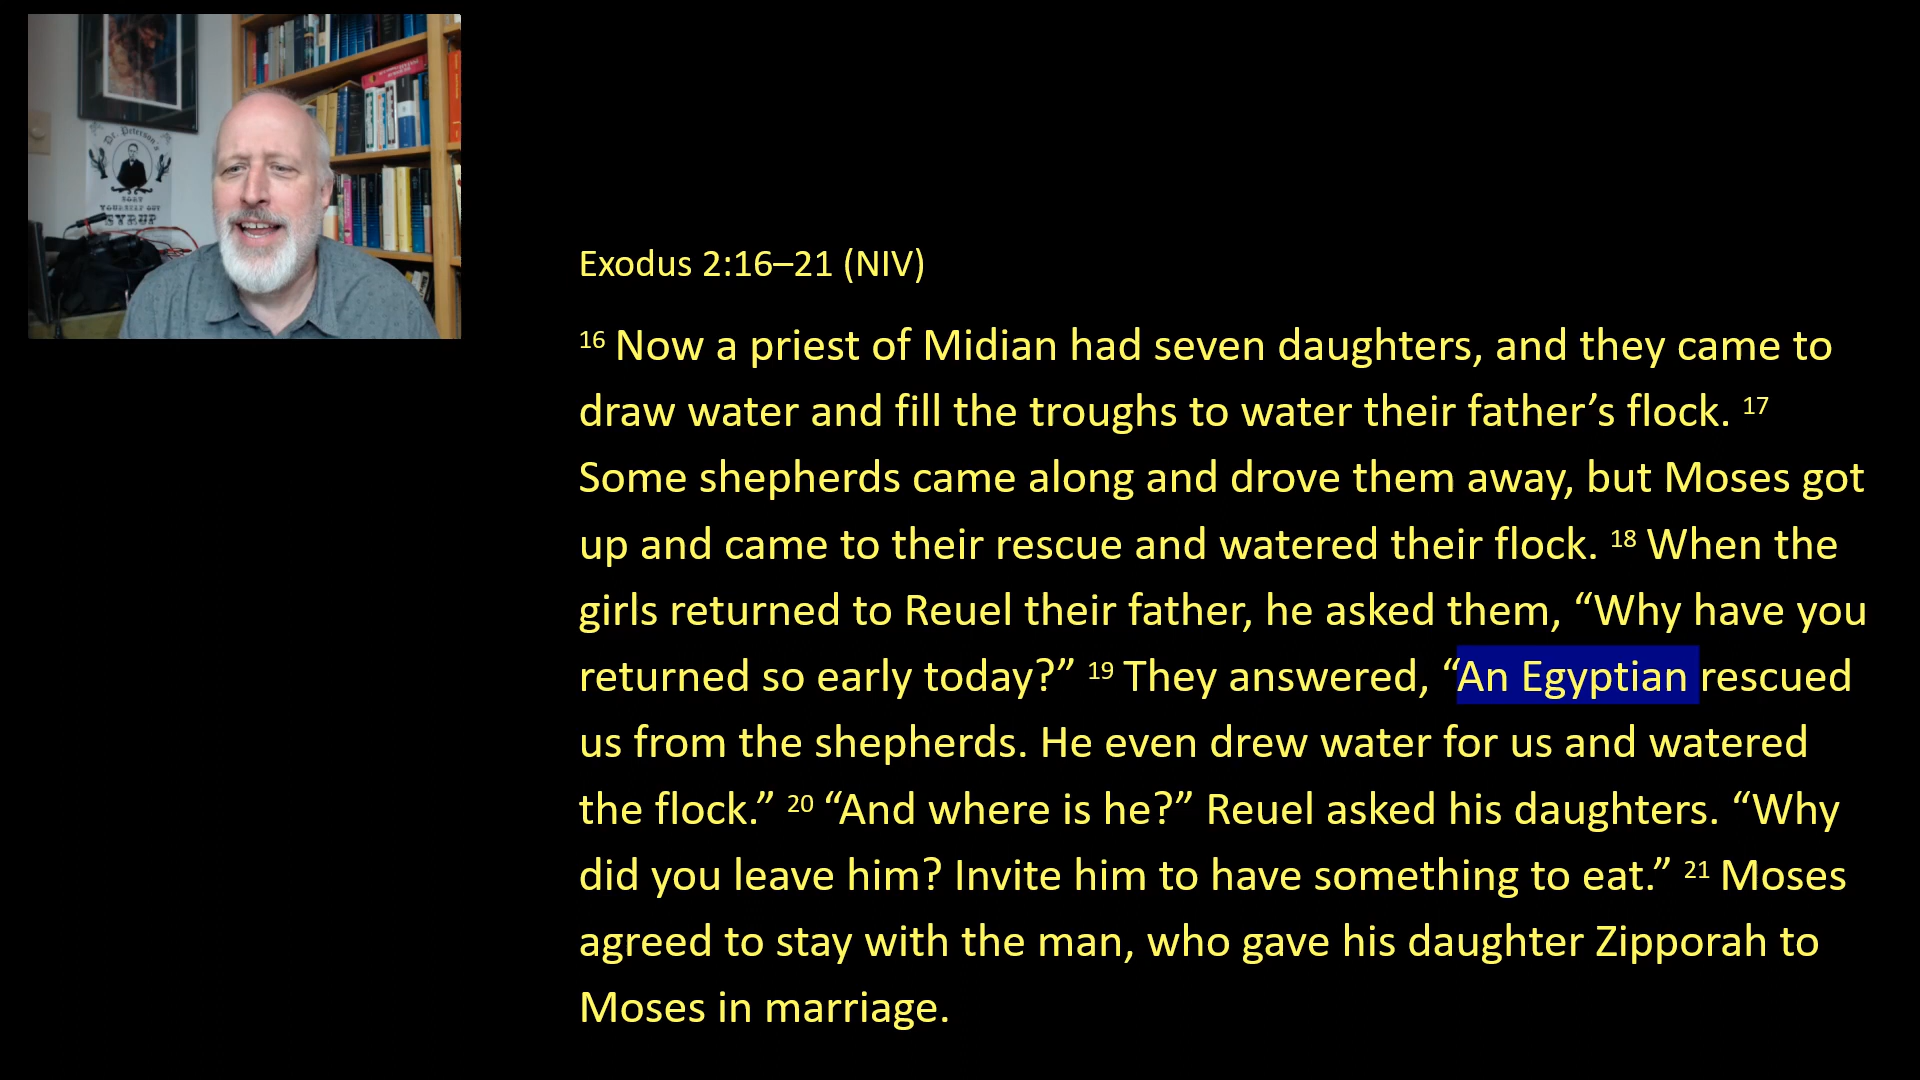 Dr. Peterson's
SORT
YOURSELF OUT
SYRUP
Exodus 2:16–21 (NIV)
16 Now a priest of Midian had seven daughters, and they came to
draw water and fill the troughs to water their father’s flock. 17
Some shepherds came along and drove them away, but Moses got
up and came to their rescue and watered their flock. 18 When the
girls returned to Reuel their father, he asked them, “Why have you
returned so early today?” 19 They answered, “An Egyptian rescued
us from the shepherds. He even drew water for us and watered
the flock.” 20 “And where is he?” Reuel asked his daughters. “Why
did you leave him? Invite him to have something to eat.” 21 Moses
agreed to stay with the man, who gave his daughter Zipporah to
Moses in marriage.